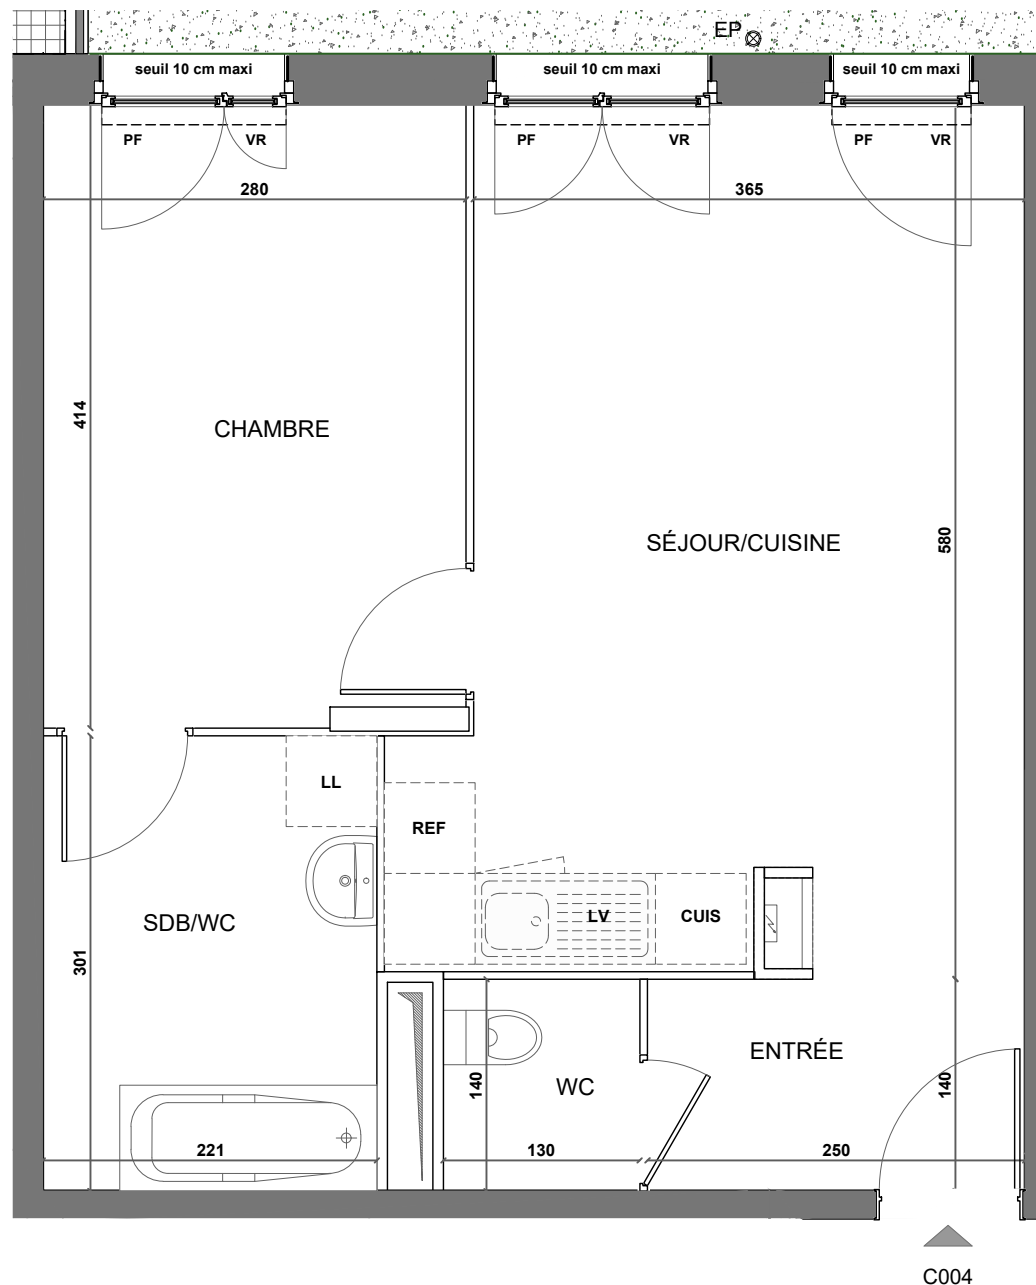 EP
seuil 10 cm maxi
seuil 10 cm maxi
seuil 10 cm maxi
PF
VR
PF
VR
PF
VR
280
365
414
CHAMBRE
SÉJOUR/CUISINE
580
LL
REF
SDB/WC
LV
CUIS
301
ENTRÉE
WC
140
140
221
130
250
C004